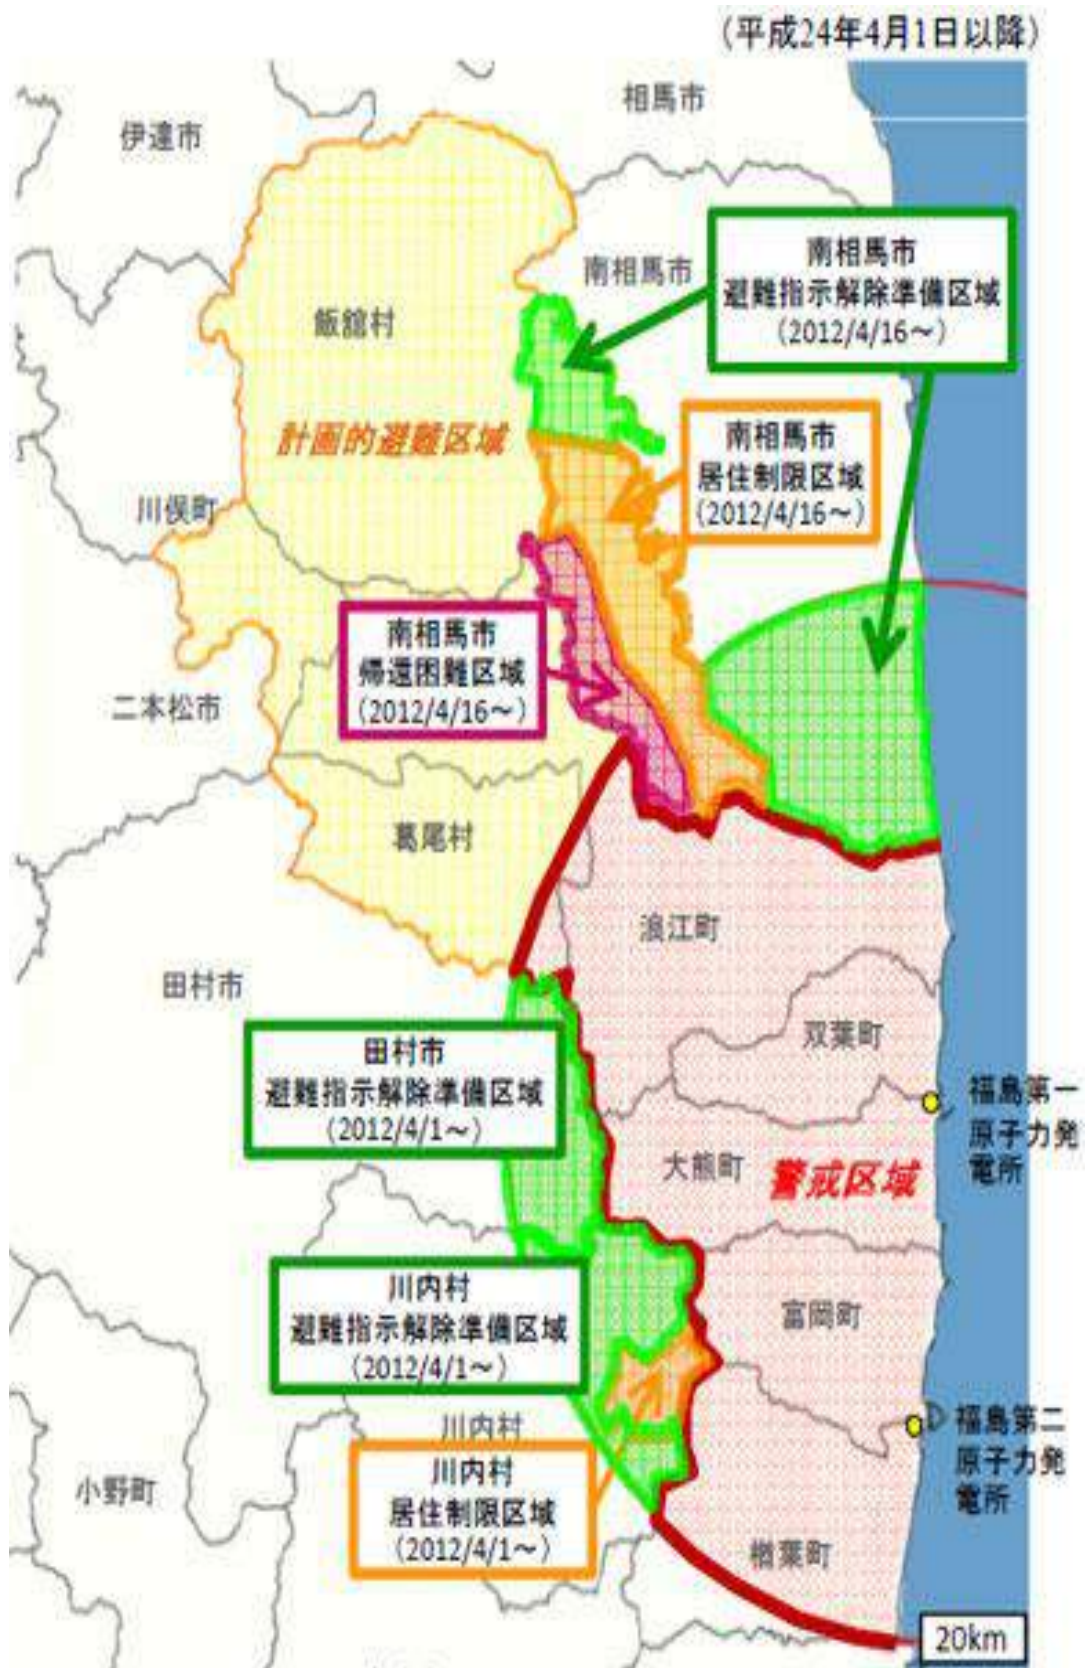 （平成24年4月1日以降）
相馬市
伊達市
南相馬市
避難指示解除準備区域
（2012/4/16～）
南相馬市
飯舘村
計画的避難区域
南相馬市
居住制限区域
（2012/4/16～）
川俣町
南相馬市
帰還困難区域
（2012/4/16～）
二本松市
葛尾村
浪江町
田村市
双葉町
田村市
避難指示解除準備区域
（2012/4/1～）
福島第一
原子力発
電所
大熊町
警戒区域
川内村
避難指示解除準備区域
（2012/4/1～）
富岡町
川内村
福島第二
原子力発
電所
川内村
居住制限区域
（2012/4/1～）
小野町
楢葉町
20km